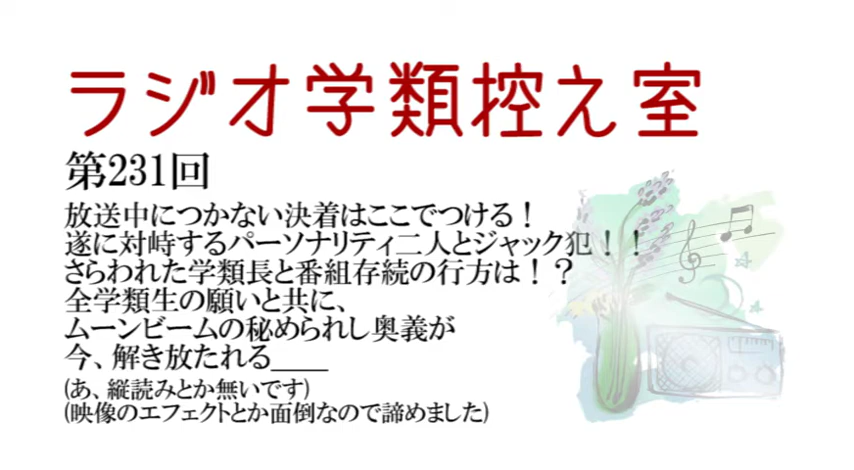 ラジオ学類控え室
第231回
放送中につかない決着はここでつける！
遂に対峙するパーソナリティ二人とジャック犯！！
さらわれた学類長と番組存続の行方は！？
全学類生の願いと共に、
ムーンビームの秘められし奥義が
今、解き放たれる____
(あ、縦読みとか無いです)
(映像のエフェクトとか面倒なので諦めました)